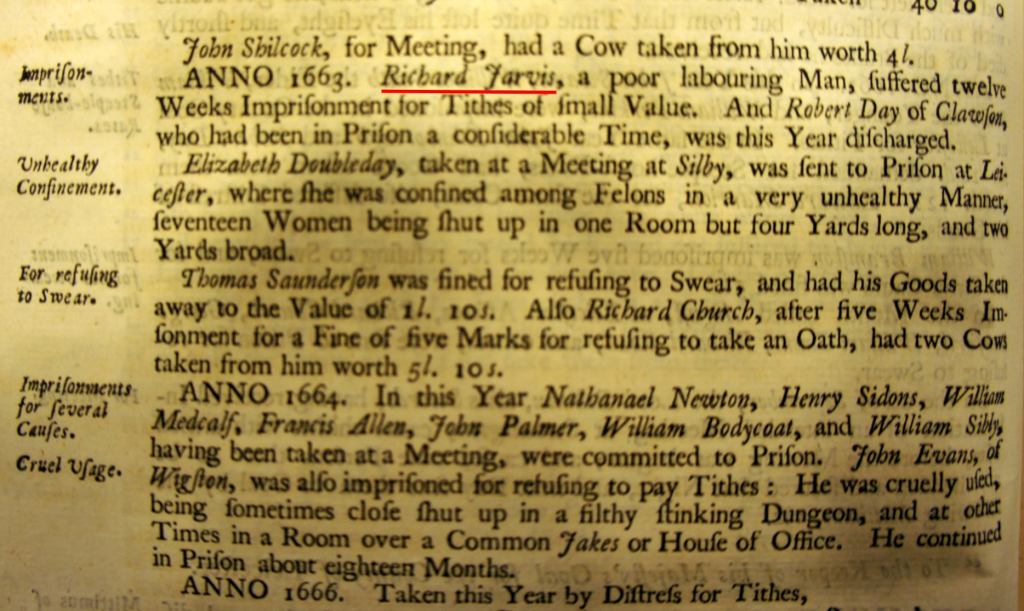 40 10 0
John Shilcock, for Meeting, had a Cow taken from him worth 4l.
Imprison-
ments.
ANNO 1663. Richard Jarvis, a poor labouring Man, ſuffered twelve
Weeks Impriſonment for Tithes of ſmall Value. And Robert Day of Clawſon,
who had been in Priſon a conſiderable Time, was this Year diſcharged.
Unhealthy
Confinement.
Elizabeth Doubleday, taken at a Meeting at Silby, was ſent to Priſon at Lei-
ceſter, where ſhe was confined among Felons in a very unhealthy Manner,
ſeventeen Women being ſhut up in one Room but four Yards long, and two
Yards broad.
For refuſing
to Swear.
Thomas Saunderſon was fined for refuſing to Swear, and had his Goods taken
away to the Value of 1l. 10s. Alſo Richard Church, after five Weeks Im-
ſonment for a Fine of five Marks for refuſing to take an Oath, had two Cows
taken from him worth 5l. 10s.
Impriſonments
for ſeveral
Cauſes.
ANNO 1664. In this Year Nathanael Newton, Henry Sidons, William
Medcalf, Francis Allen, John Palmer, William Bodycoat, and William Sibly,
having been taken at a Meeting, were committed to Priſon. John Evans, of
Cruel Uſage.
Wigſton, was alſo impriſoned for refuſing to pay Tithes : He was cruelly uſed,
being ſometimes cloſe ſhut up in a filthy ſtinking Dungeon, and at other
Times in a Room over a Common Jakes or Houſe of Office. He continued
in Priſon about eighteen Months.
ANNO 1666. Taken this Year by Diſtreſs for Tithes,